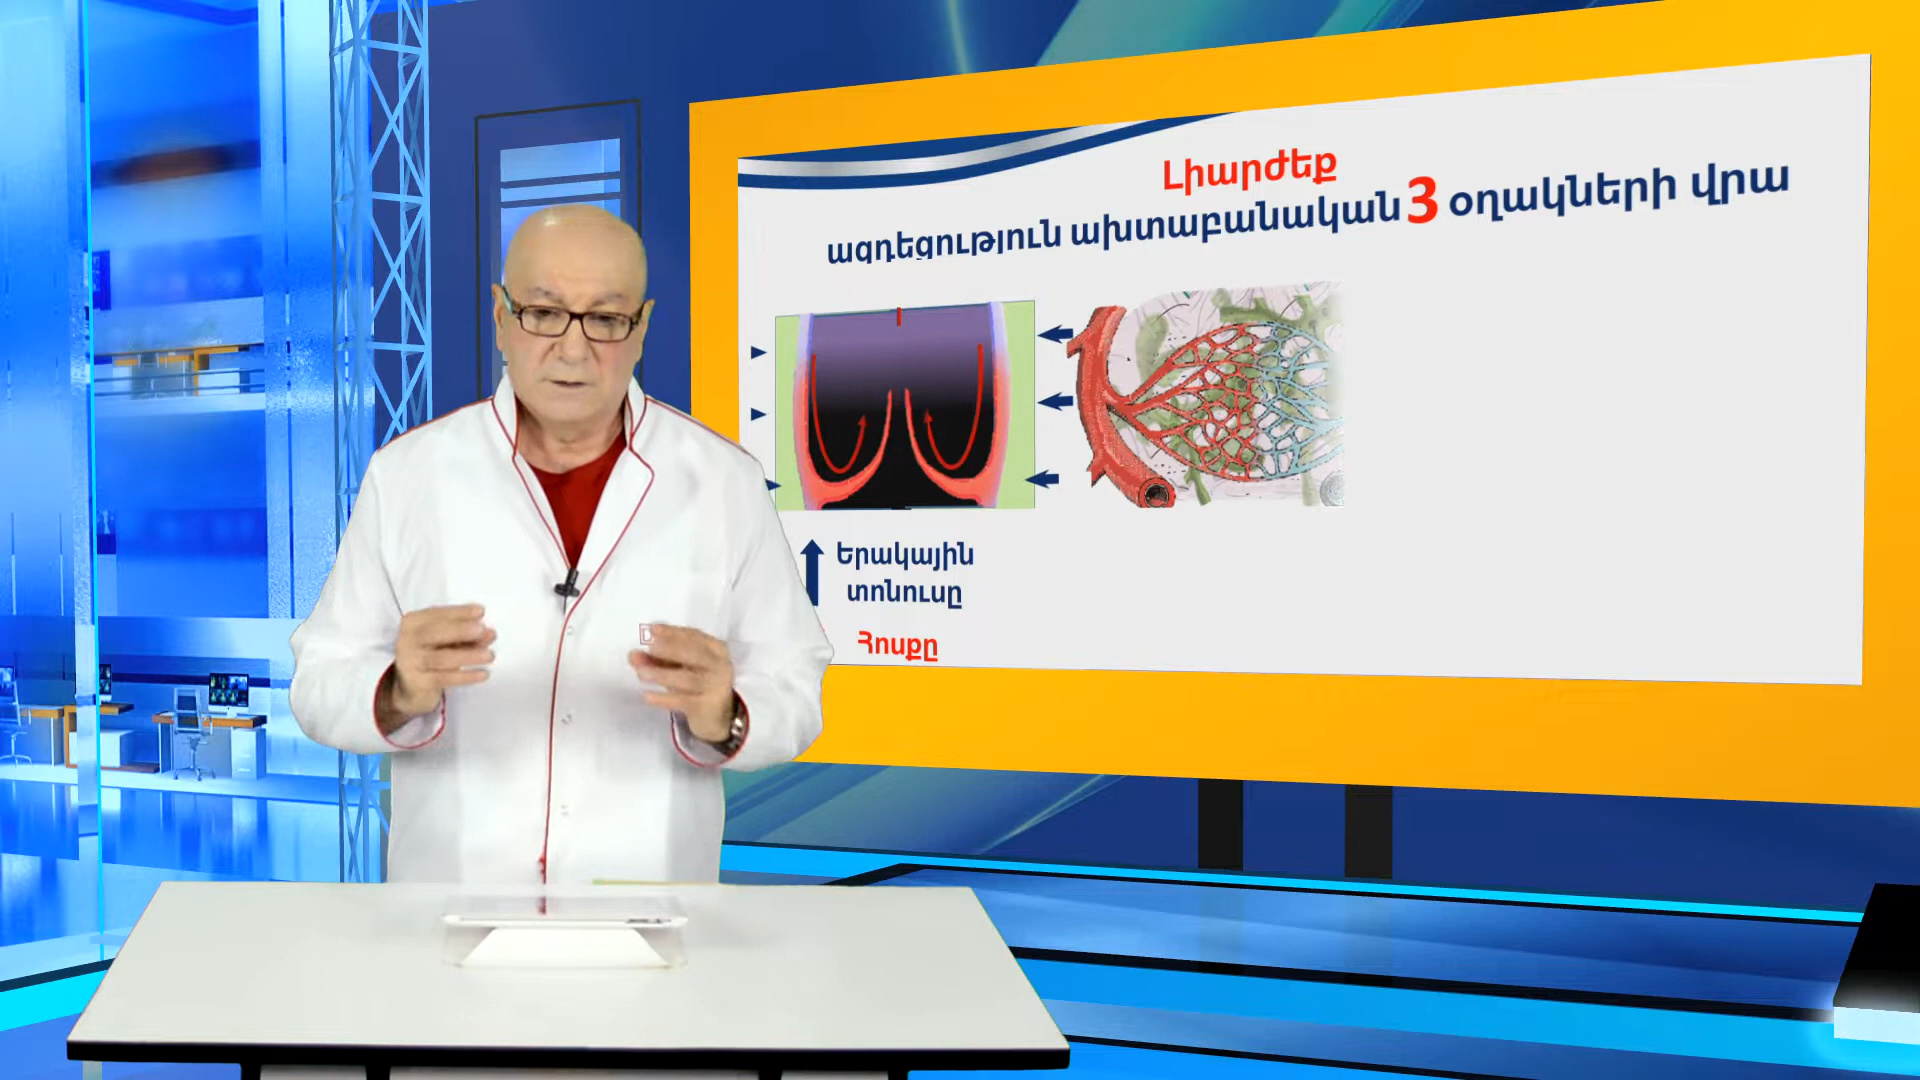 Լիարժեք
ազդեցություն ախտաբանական 3 օղակների վրա
Երակային
տոնուսը
Հոսքը